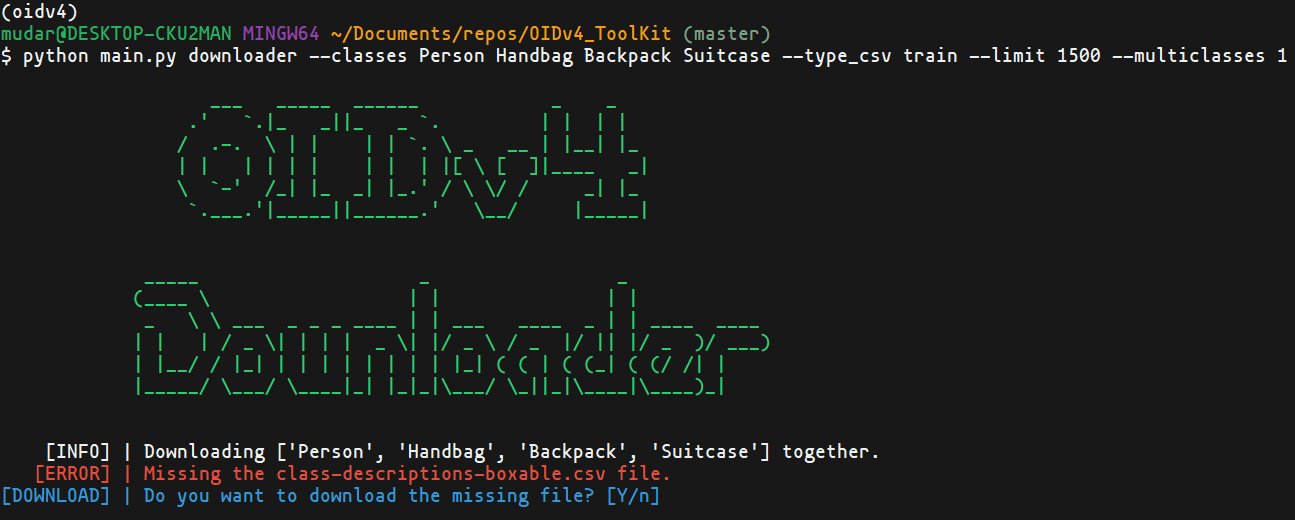 (oidv4)
mudar@DESKTOP-CKU2MAN MINGW64 ~/Documents/repos/OIDv4_ToolKit (master)
$ python main.py downloader --classes Person Handbag Backpack Suitcase --type_csv train --limit 1500 --multiclasses 1
OIDv4
Downloader
[INFO] | Downloading ['Person', 'Handbag', 'Backpack', 'Suitcase'] together.
[ERROR] | Missing the class-descriptions-boxable.csv file.
[DOWNLOAD] | Do you want to download the missing file? [Y/n]